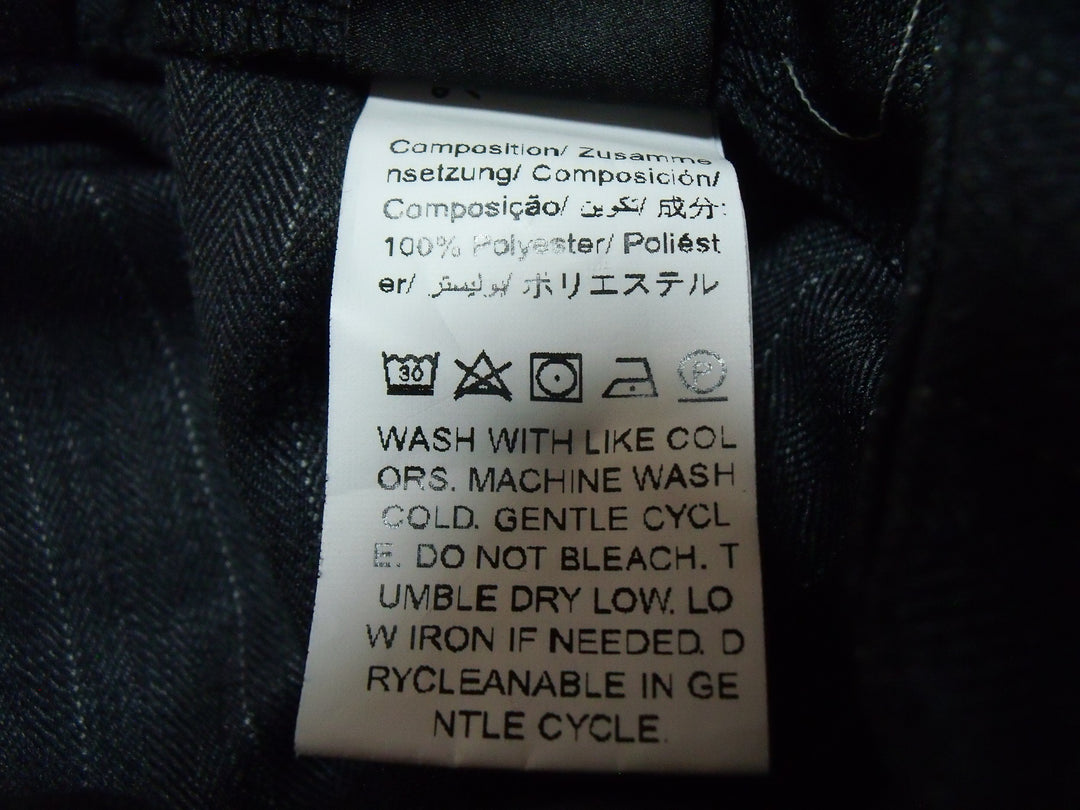 Composition/ Zusamme
nsetzung/ Composición/
Composição/ تكوين/ 成分:
100% Polyester/ Poliést
er/ بوليستر/ ポリエステル
30 P
WASH WITH LIKE COL
ORS. MACHINE WASH
COLD. GENTLE CYCL
E. DO NOT BLEACH. T
UMBLE DRY LOW. LO
W IRON IF NEEDED. D
RYCLEANABLE IN GE
NTLE CYCLE.